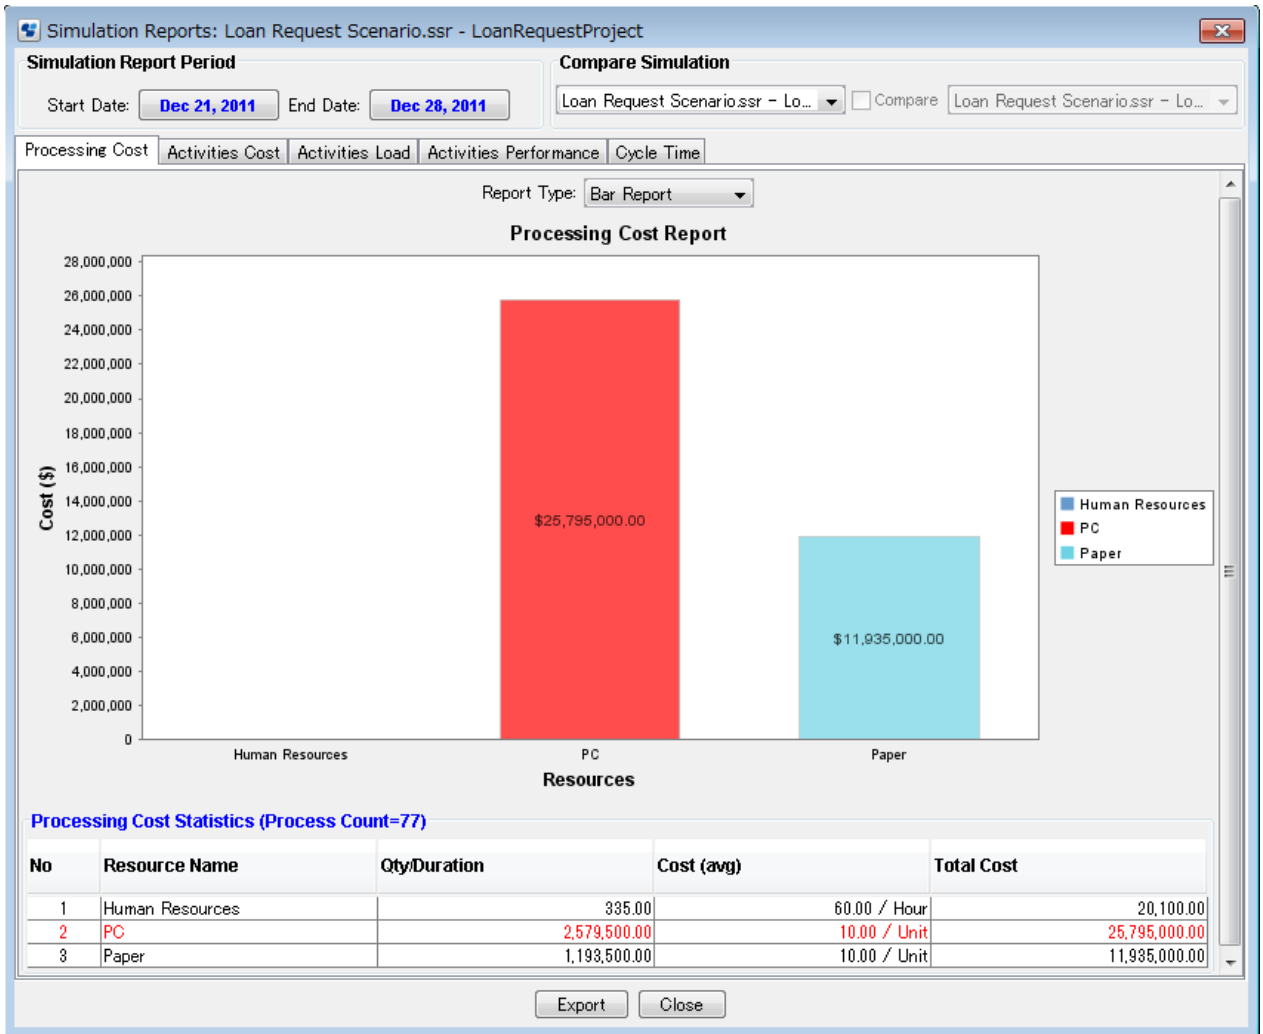 Simulation Reports: Loan Request Scenario.ssr - LoanRequestProject
Simulation Report Period
Compare Simulation
Start Date: Dec 21, 2011 End Date: Dec 28, 2011
Loan Request Scenario.ssr - Lo... Compare Loan Request Scenario.ssr - Lo...
Processing Cost Activities Cost Activities Load Activities Performance Cycle Time
Report Type: Bar Report
Processing Cost Report
28,000,000
26,000,000
24,000,000
22,000,000
20,000,000
18,000,000
16,000,000
14,000,000
12,000,000
10,000,000
8,000,000
6,000,000
4,000,000
2,000,000
0
Cost ($)
$25,795,000.00
$11,935,000.00
Human Resources PC Paper
Resources
Human Resources
PC
Paper
Processing Cost Statistics (Process Count=77)
No Resource Name Qty/Duration Cost (avg) Total Cost
1 Human Resources 335.00 60.00 / Hour 20,100.00
2 PC 2,579,500.00 10.00 / Unit 25,795,000.00
3 Paper 1,193,500.00 10.00 / Unit 11,935,000.00
Export Close